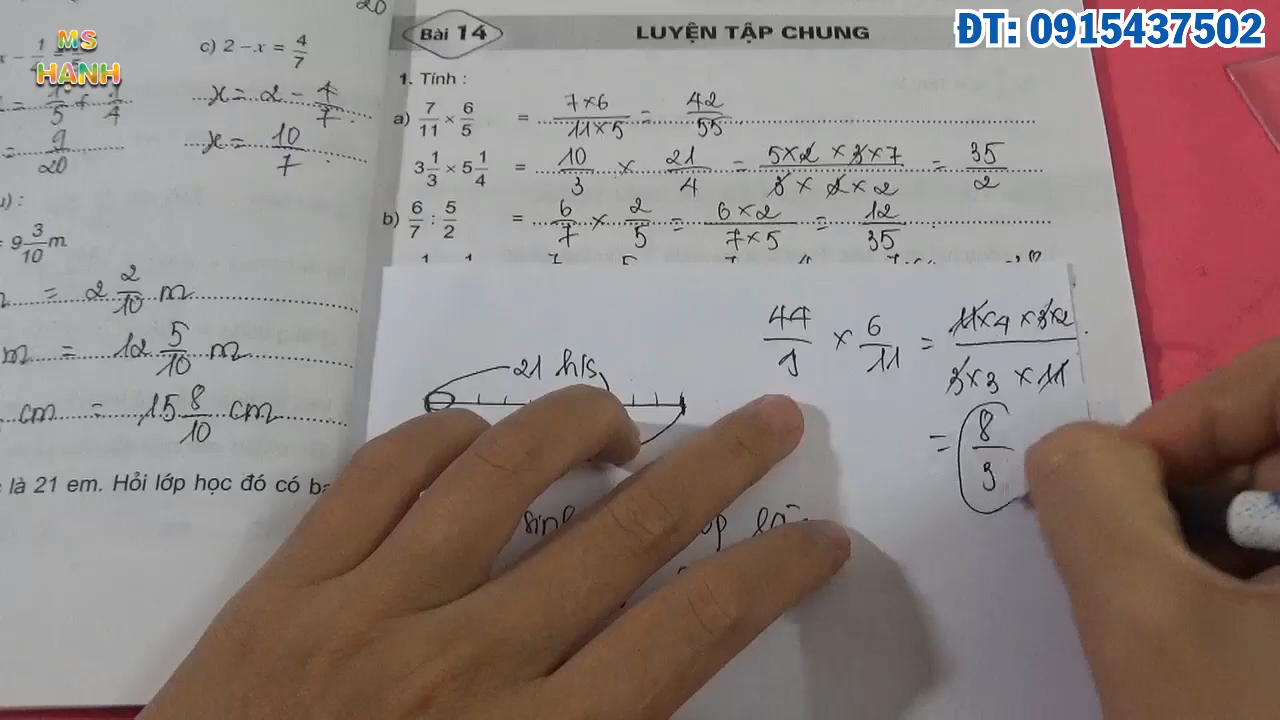 ĐT: 0915437502
MS
HẠNH
20
c) 2 – x = 4/7
x = 2 - 4/7
x = 10/7
= 9/20
= 9 3/10 m
= 2 2/10 m
m = 12 5/10 m
cm = 15 8/10 cm
là 21 em. Hỏi lớp học đó có
Bài 14
LUYỆN TẬP CHUNG
1. Tính :
a) 7/11 × 6/5 = 7×6/11×5 = 42/55
3 1/3 × 5 1/4 = 10/3 × 21/4 = 5×2×3×7/3×2×2 = 35/2
b) 6/7 : 5/2 = 6/7 × 2/5 = 6×2/7×5 = 12/35
21 h/s
44/9 × 6/11 = 11×4×3×2/3×3×11
= 8/3